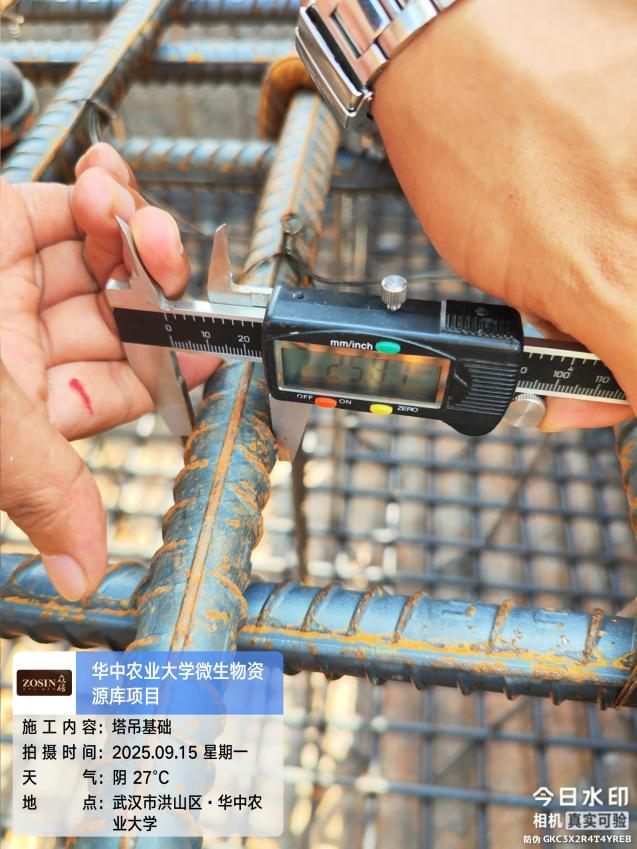 0 10 20
mm/inch
OFF ON ZERO
100 110
ZOSIN 众信
华中农业大学微生物资
源库项目
施工内容: 塔吊基础
拍摄时间: 2025.09.15 星期一
天 气: 阴 27°C
地 点: 武汉市洪山区·华中农
业大学
今日水印
相机 真实可验
防伪 GKC3X2R4T4YREB